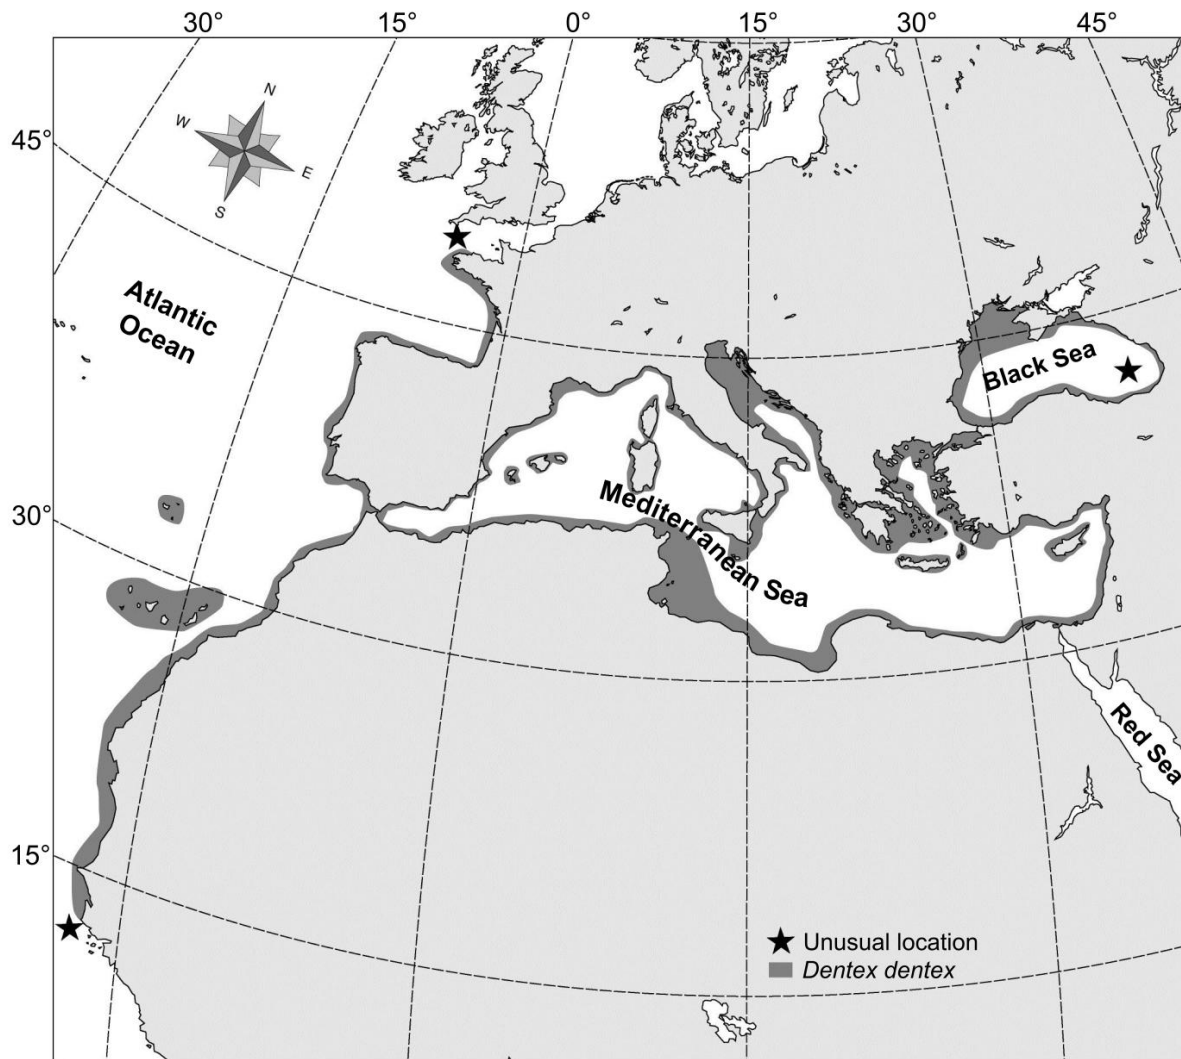 30° 15° 0° 15° 30° 45°
45°
N
W
E
S
Atlantic
Ocean
Black Sea
30°
Mediterranean Sea
Red Sea
15°
Unusual location
Dentex dentex